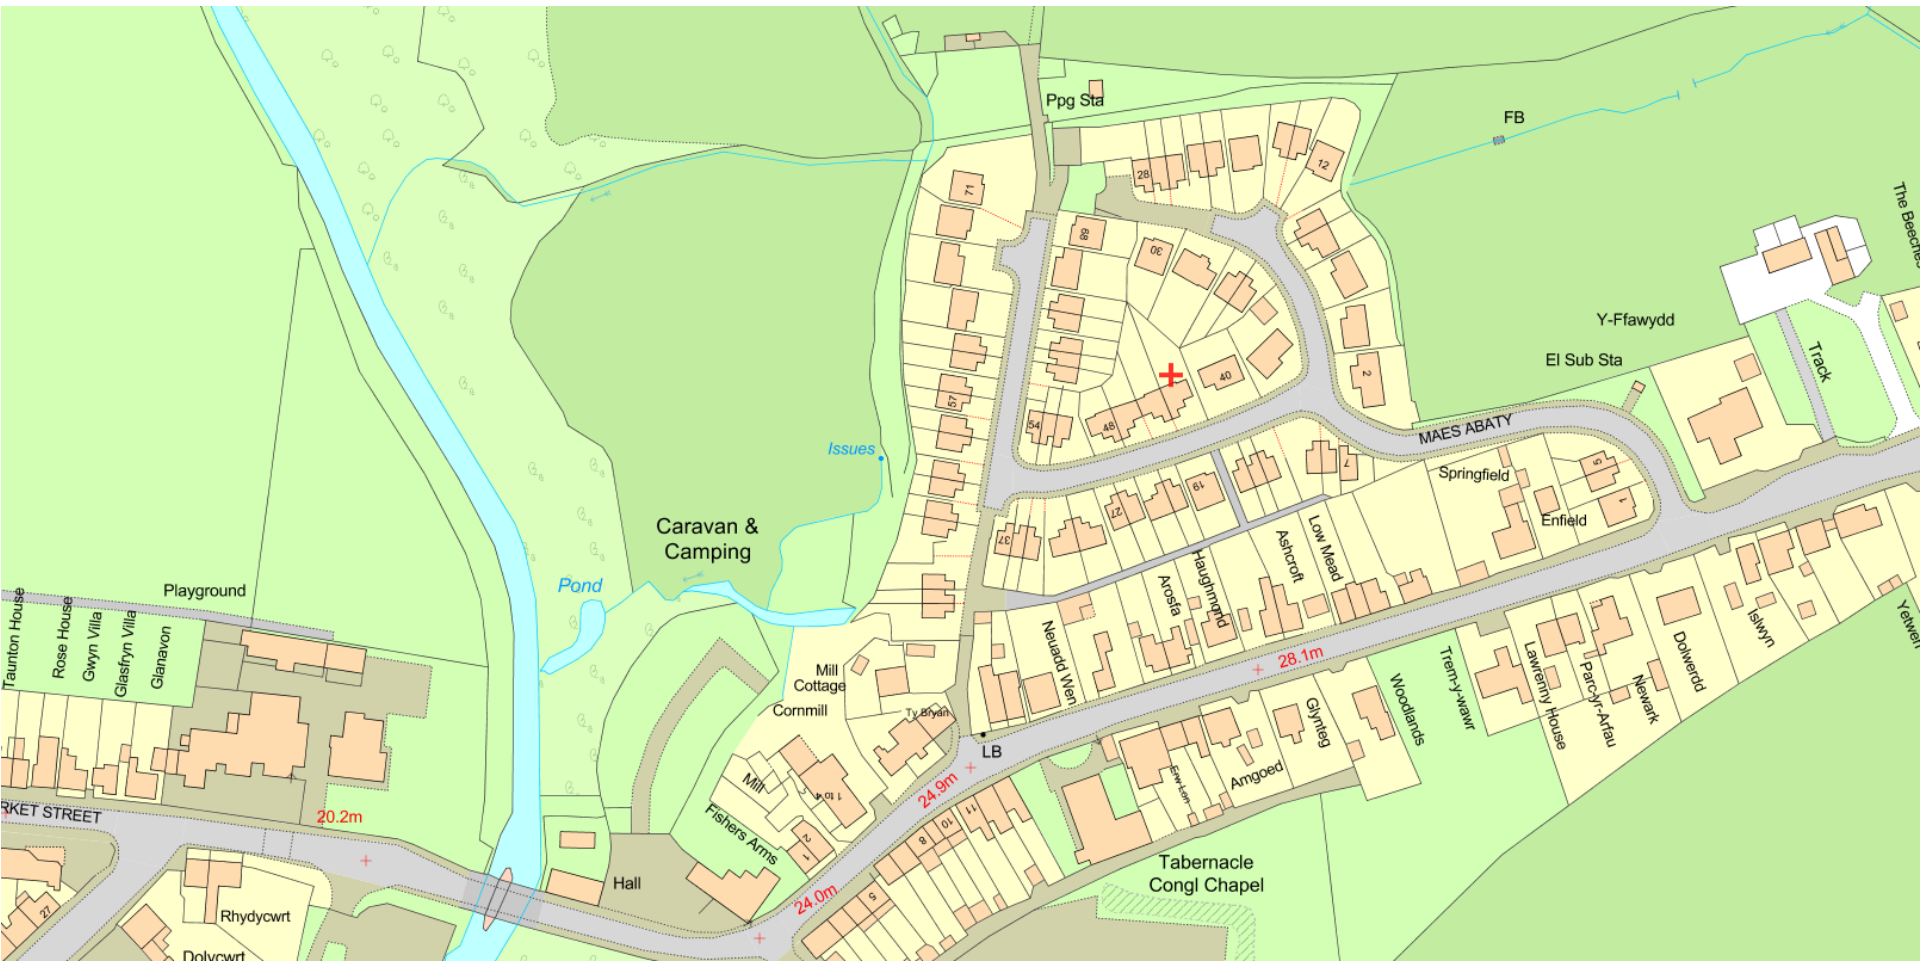 Ppg Sta
FB
28
12
71
68
30
The Beeches
Y-Ffawydd
El Sub Sta
Track
2
40
57
54
48
MAES ABATY
Issues
Springfield
7
5
1
Enfield
19
27
37
Caravan &
Camping
Low Mead
Ashcroft
Haughmond
Arosfa
Neuadd Wen
Pond
Playground
Taunton House
Rose House
Gwyn Villa
Glasfryn Villa
Glanavon
Mill
Cottage
Cornmill
Ty Bryan
28.1m
Islwyn
Yetwen
Dolwerdd
Newark
Parc-yr-Arfau
Lawrenny House
Trem-y-wawr
Woodlands
Glynteg
Amgoed
Erw Lon
LB
24.9m
Mill
1 to 4
Fishers Arms
2
1
11
10
8
5
RKET STREET
20.2m
Tabernacle
Congl Chapel
Hall
24.0m
27
Rhydycwrt
Dolycwrt